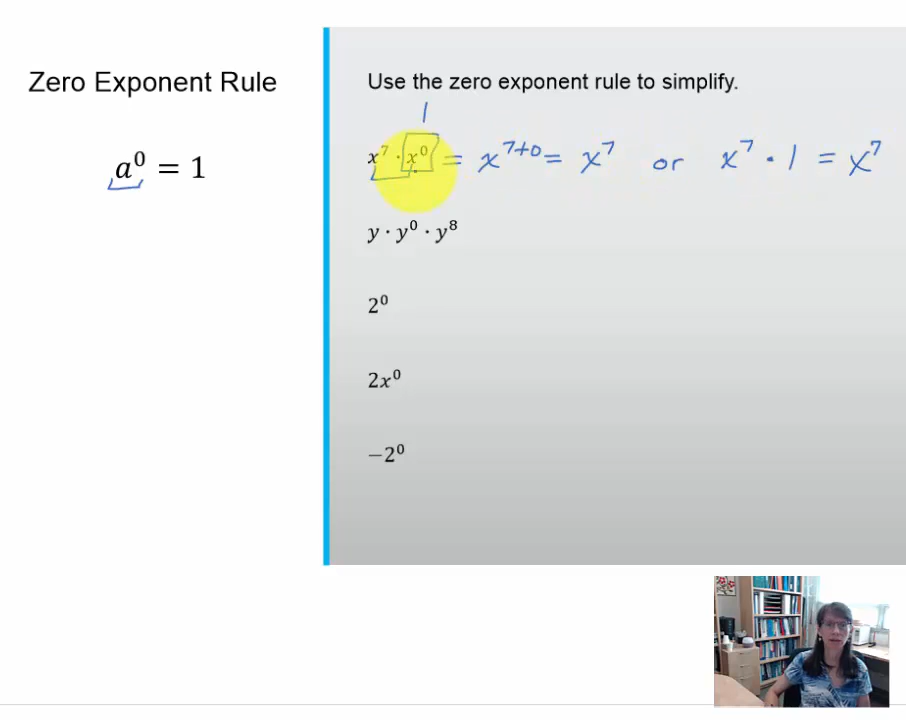 Zero Exponent Rule
a⁰ = 1
Use the zero exponent rule to simplify.
1
x⁷ · x⁰ = x⁷⁺⁰ = x⁷ or x⁷ · 1 = x⁷
y · y⁰ · y⁸
2⁰
2x⁰
−2⁰